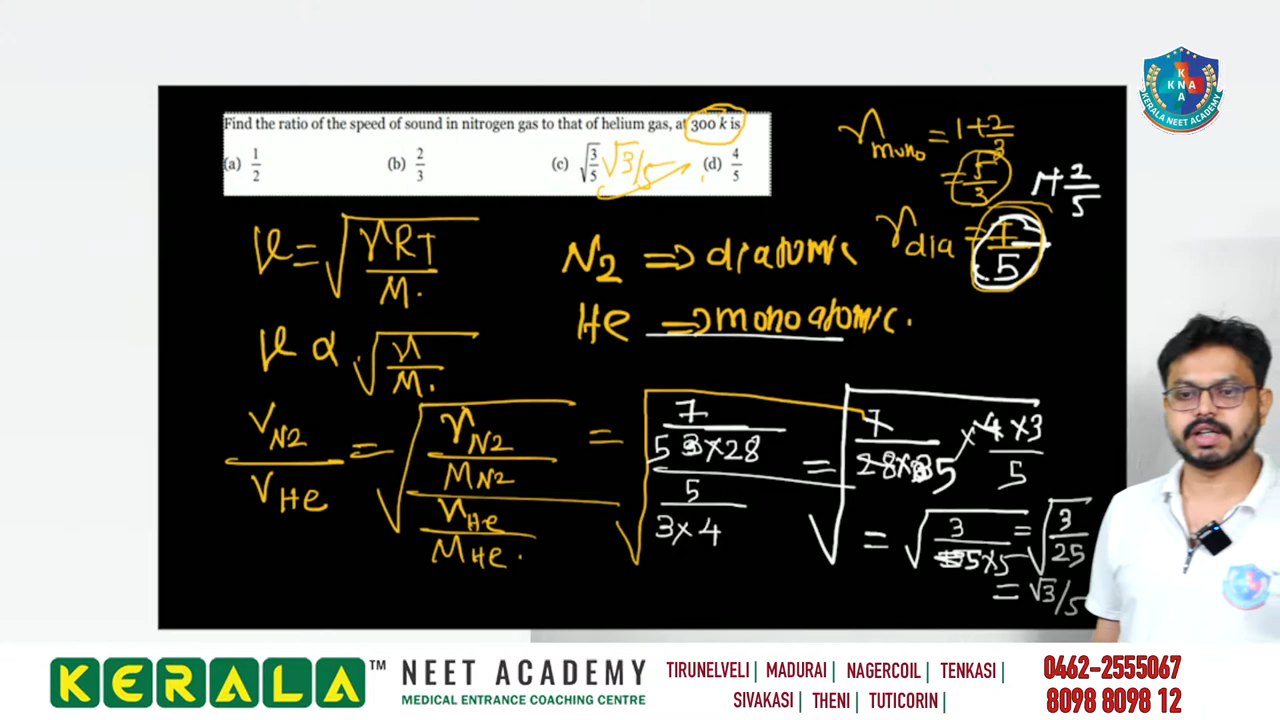 KERALA NEET ACADEMY
KNA
NA
Find the ratio of the speed of sound in nitrogen gas to that of helium gas, at 300 k is
(a) 1/2 (b) 2/3 (c) √3/5 √3/5 (d) 4/5
γmono = 1+2/3
= 5/3
1+2/5
γdia = 7/5
V = √γRT/M.
N2 ⇒ diatomic
He ⇒ monoatomic.
V α √γ/M.
VN2/VHe = √γN2/MN2/γHe/MHe. = √7/5×28/5/3×4 = √7/28×5 × 4×3/5
= √3/5×5 = √3/25
= √3/5
KERALA™ NEET ACADEMY
MEDICAL ENTRANCE COACHING CENTRE
TIRUNELVELI | MADURAI | NAGERCOIL | TENKASI |
SIVAKASI | THENI | TUTICORIN |
0462-2555067
8098 8098 12